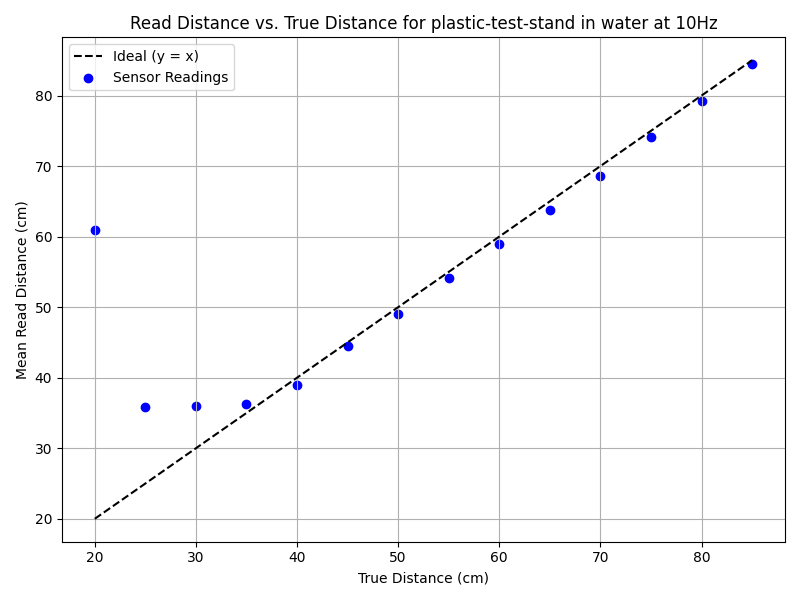 Read Distance vs. True Distance for plastic-test-stand in water at 10Hz
Ideal (y = x)
Sensor Readings
80
70
60
50
40
30
20
Mean Read Distance (cm)
20 30 40 50 60 70 80
True Distance (cm)